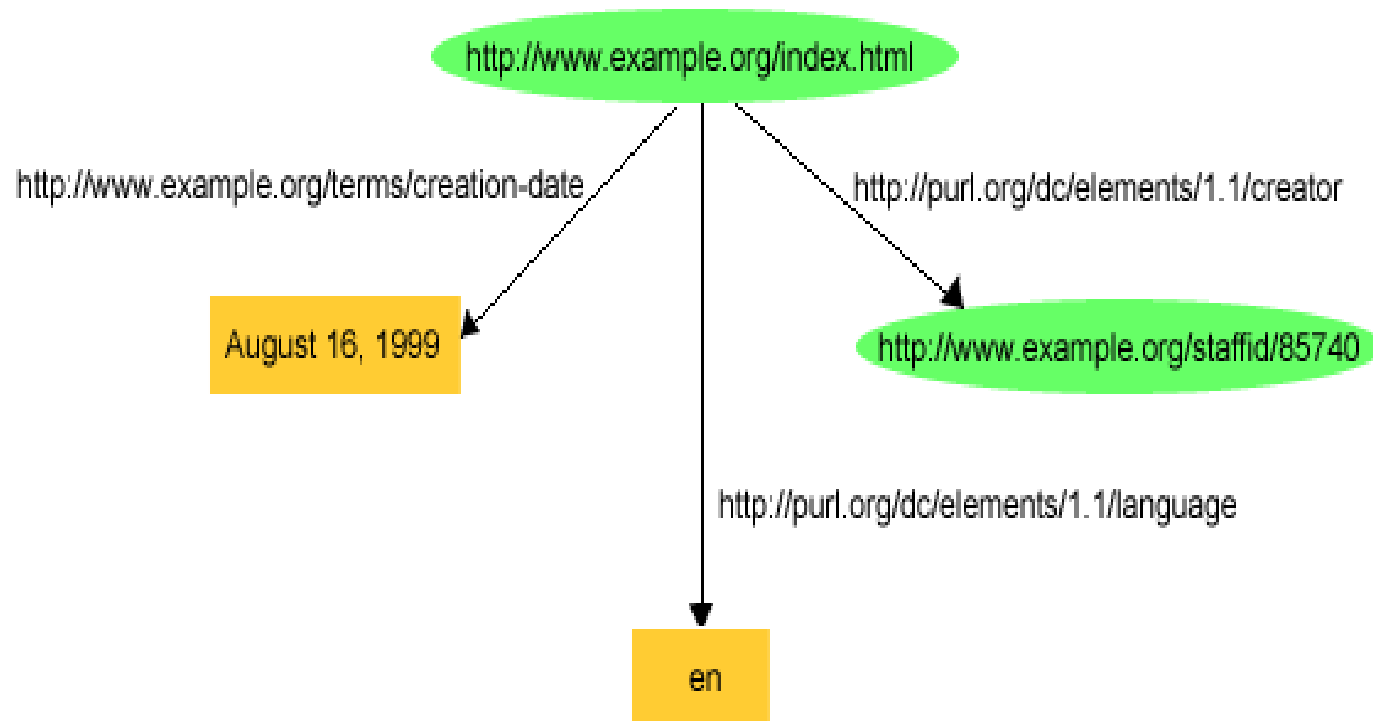 http://www.example.org/index.html
http://www.example.org/terms/creation-date
http://purl.org/dc/elements/1.1/creator
August 16, 1999
http://www.example.org/staffid/85740
http://purl.org/dc/elements/1.1/language
en